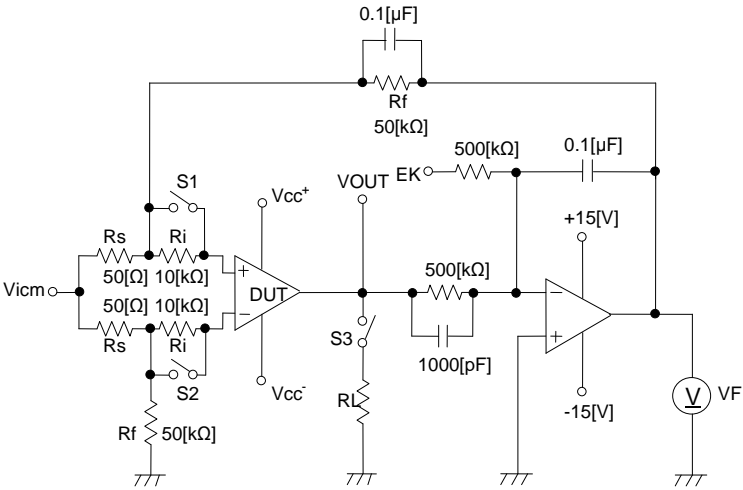 0.1[µF]
Rf
50[kΩ]
500[kΩ]
0.1[µF]
EK
VOUT
S1
Vcc+
+15[V]
Rs
Ri
50[Ω]
10[kΩ]
500[kΩ]
Vicm
DUT
50[Ω]
10[kΩ]
Rs
Ri
S3
1000[pF]
S2
Vcc-
RL
-15[V]
V
VF
Rf
50[kΩ]
+
−
−
+